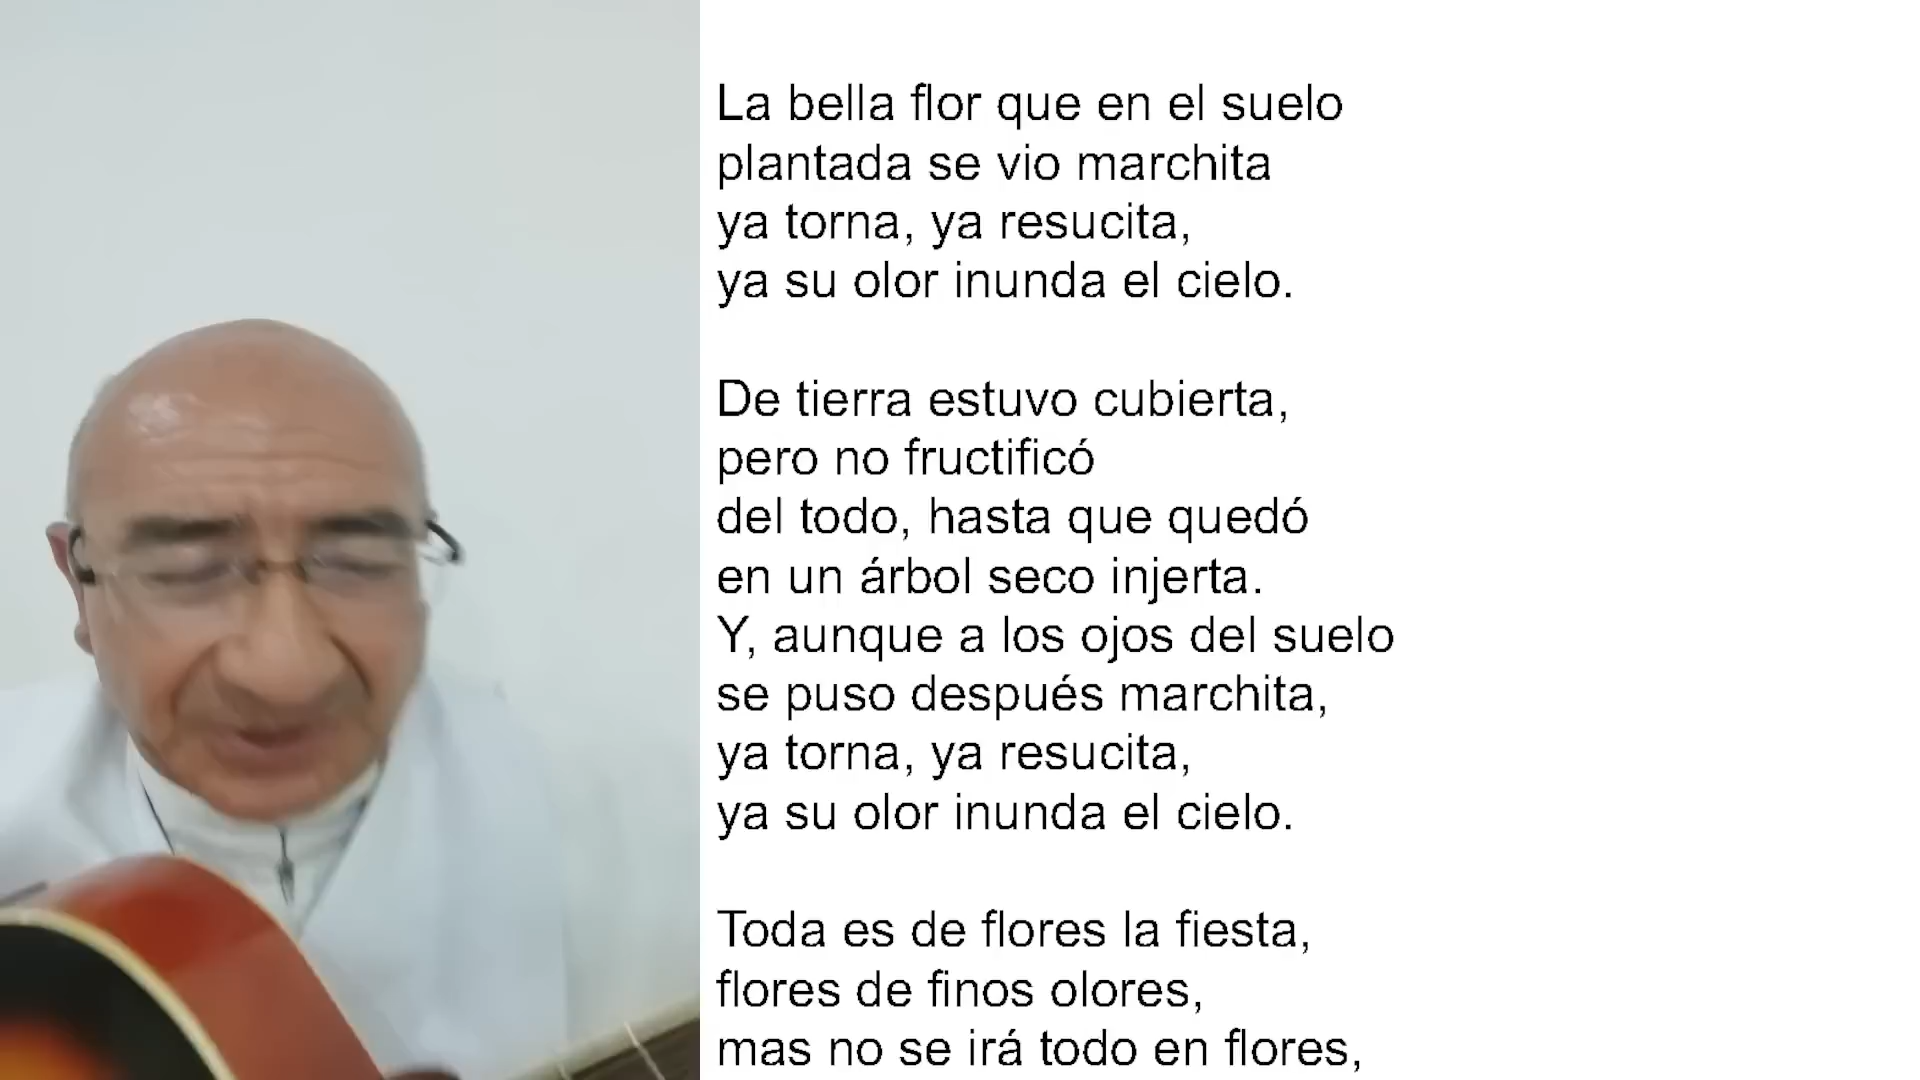 La bella flor que en el suelo
plantada se vio marchita
ya torna, ya resucita,
ya su olor inunda el cielo.
De tierra estuvo cubierta,
pero no fructificó
del todo, hasta que quedó
en un árbol seco injerta.
Y, aunque a los ojos del suelo
se puso después marchita,
ya torna, ya resucita,
ya su olor inunda el cielo.
Toda es de flores la fiesta,
flores de finos olores,
mas no se irá todo en flores,